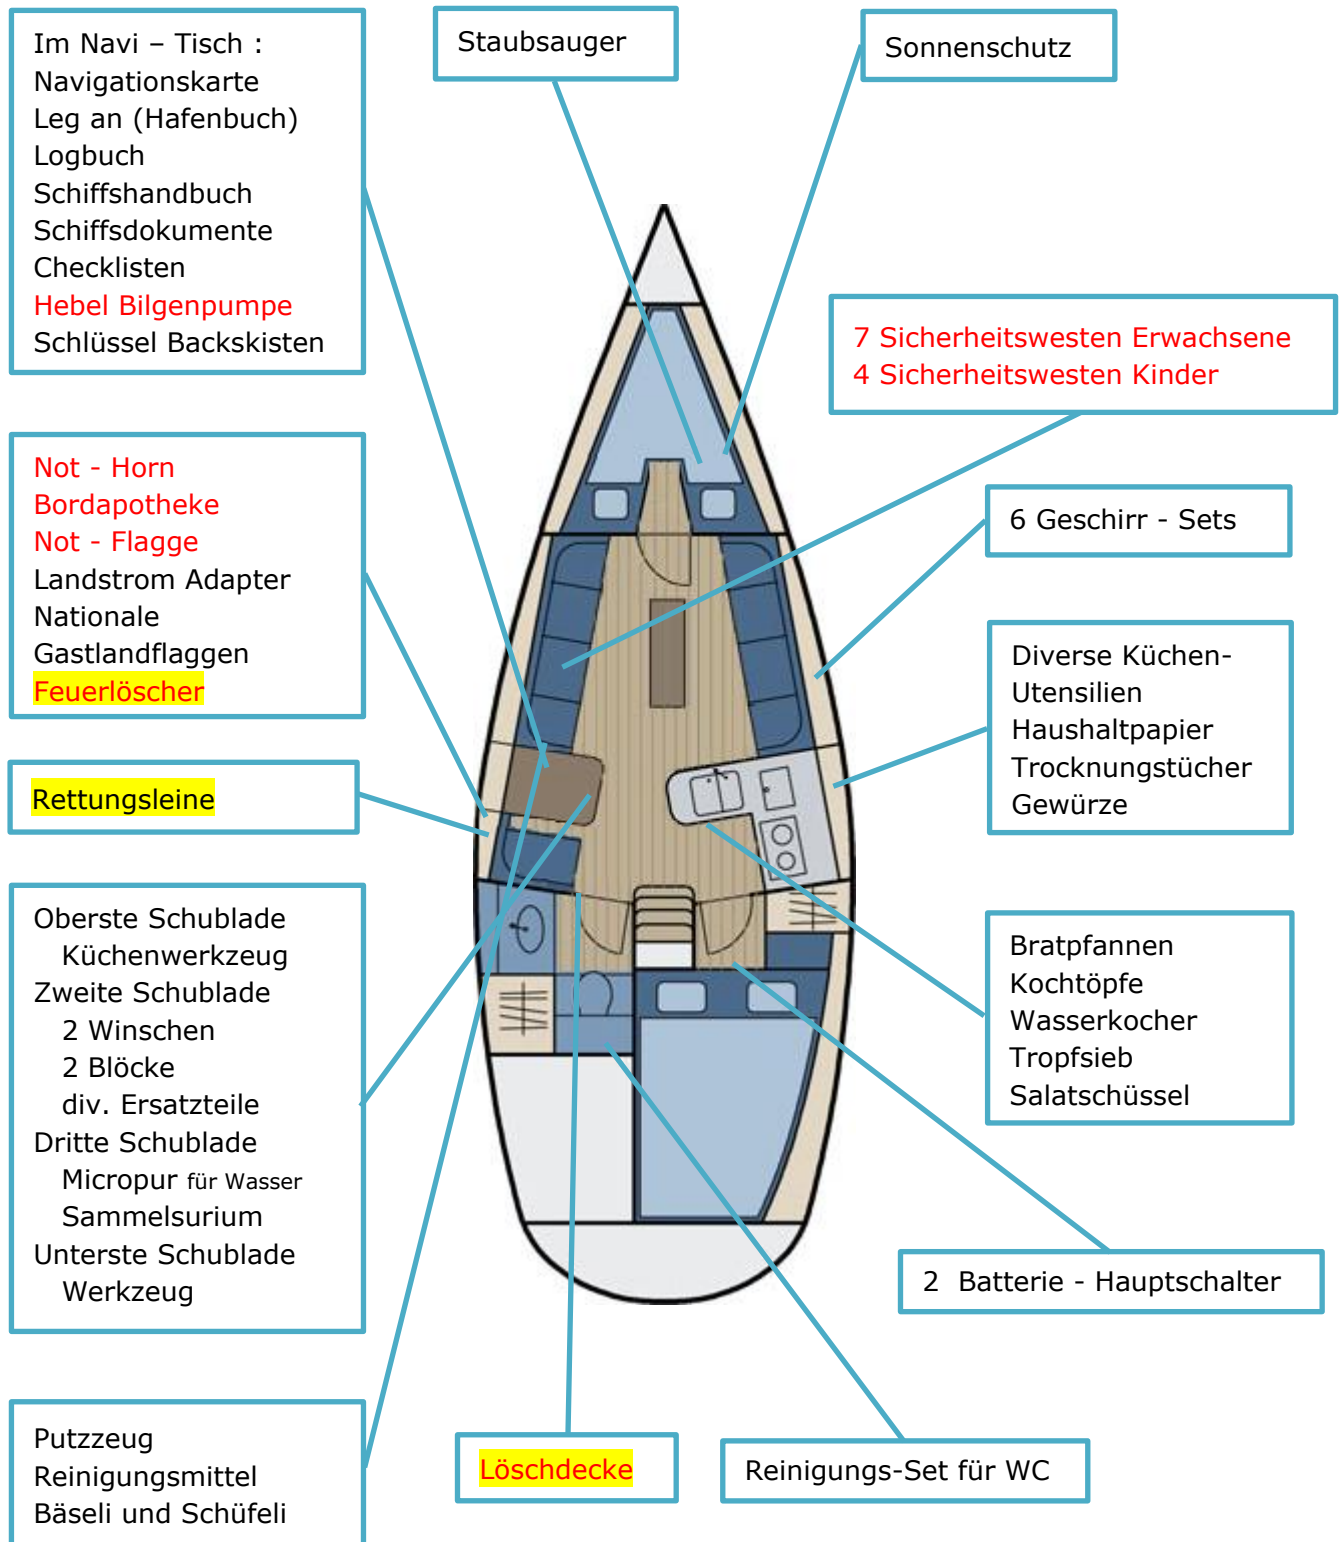 Im Navi – Tisch :
Navigationskarte
Leg an (Hafenbuch)
Logbuch
Schiffshandbuch
Schiffsdokumente
Checklisten
Hebel Bilgenpumpe
Schlüssel Backskisten
Staubsauger
Sonnenschutz
7 Sicherheitswesten Erwachsene
4 Sicherheitswesten Kinder
Not - Horn
Bordapotheke
Not - Flagge
Landstrom Adapter
Nationale
Gastlandflaggen
Feuerlöscher
6 Geschirr - Sets
Diverse Küchen-
Utensilien
Haushaltpapier
Trocknungstücher
Gewürze
Rettungsleine
Oberste Schublade
Küchenwerkzeug
Zweite Schublade
2 Winschen
2 Blöcke
div. Ersatzteile
Dritte Schublade
Micropur für Wasser
Sammelsurium
Unterste Schublade
Werkzeug
Bratpfannen
Kochtöpfe
Wasserkocher
Tropfsieb
Salatschüssel
2 Batterie - Hauptschalter
Putzzeug
Reinigungsmittel
Bäseli und Schüfeli
Löschdecke
Reinigungs-Set für WC